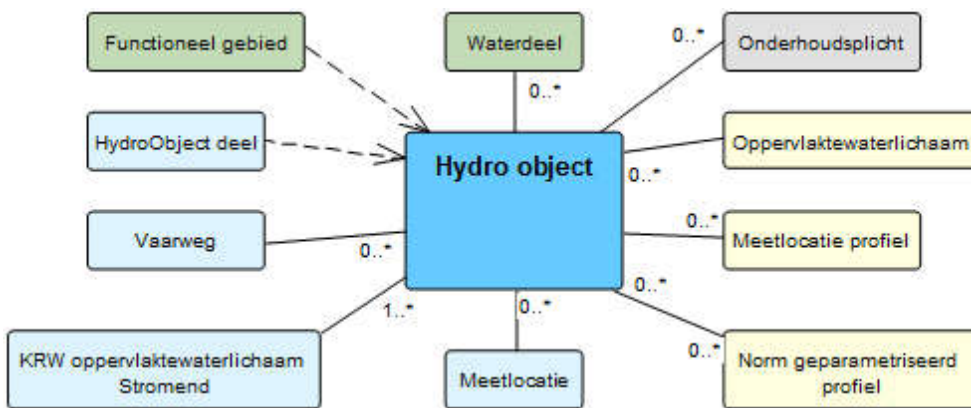 Functioneel gebied
Waterdeel
Onderhoudsplicht
0..*
0..*
HydroObject deel
Hydro object
Oppervlaktewaterlichaam
0..*
Vaarweg
0..*
0..*
Meetlocatie profiel
1..*
0..*
0..*
KRW oppervlaktewaterlichaam
Stromend
Meetlocatie
0..*
Norm geparametriseerd
profiel